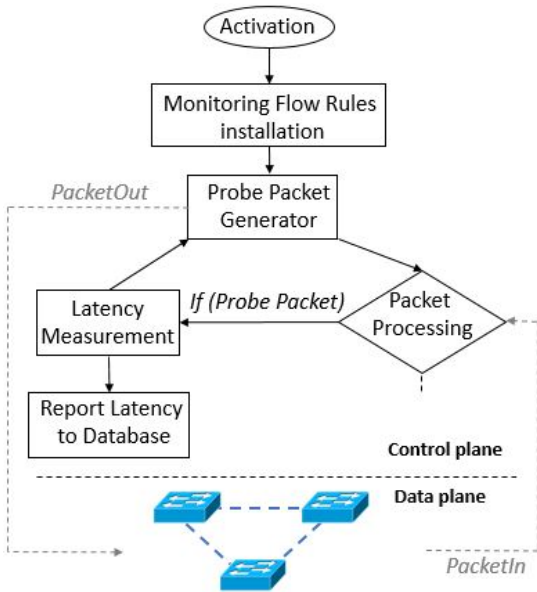 Activation
Monitoring Flow Rules
installation
PacketOut
Probe Packet
Generator
If (Probe Packet)
Latency
Measurement
Packet
Processing
Report Latency
to Database
Control plane
Data plane
PacketIn